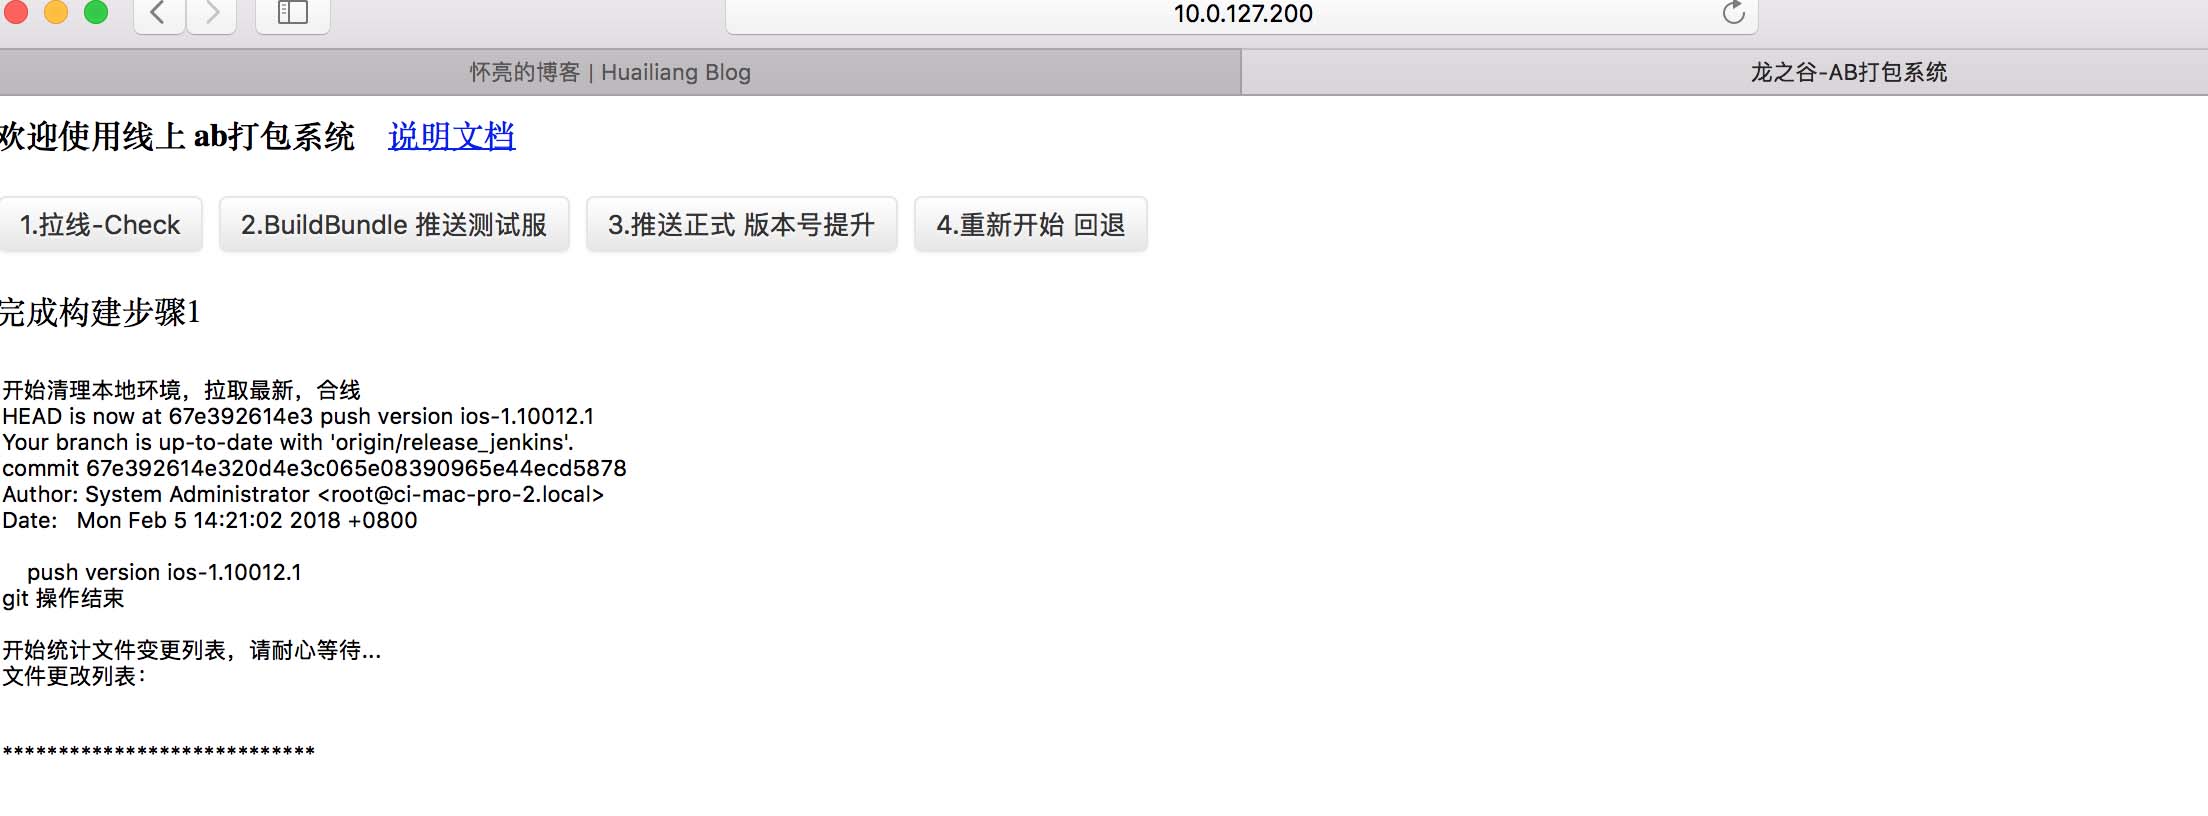 10.0.127.200
怀亮的博客 | Huailiang Blog
龙之谷-AB打包系统
欢迎使用线上 ab打包系统 说明文档
1.拉线-Check 2.BuildBundle 推送测试服 3.推送正式 版本号提升 4.重新开始 回退
完成构建步骤1
开始清理本地环境，拉取最新，合线
HEAD is now at 67e392614e3 push version ios-1.10012.1
Your branch is up-to-date with 'origin/release_jenkins'.
commit 67e392614e320d4e3c065e08390965e44ecd5878
Author: System Administrator <root@ci-mac-pro-2.local>
Date:   Mon Feb 5 14:21:02 2018 +0800
push version ios-1.10012.1
git 操作结束
开始统计文件变更列表，请耐心等待...
文件更改列表：
****************************